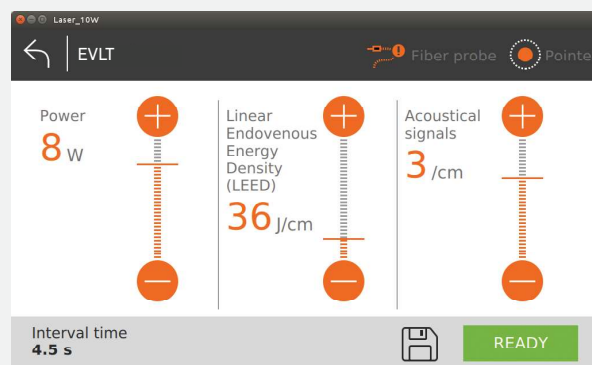 Laser_10W
EVLT
Fiber probe
Pointe
Power
8 W
Linear
Endovenous
Energy
Density
(LEED)
36 J/cm
Acoustical
signals
3 /cm
Interval time
4.5 s
READY